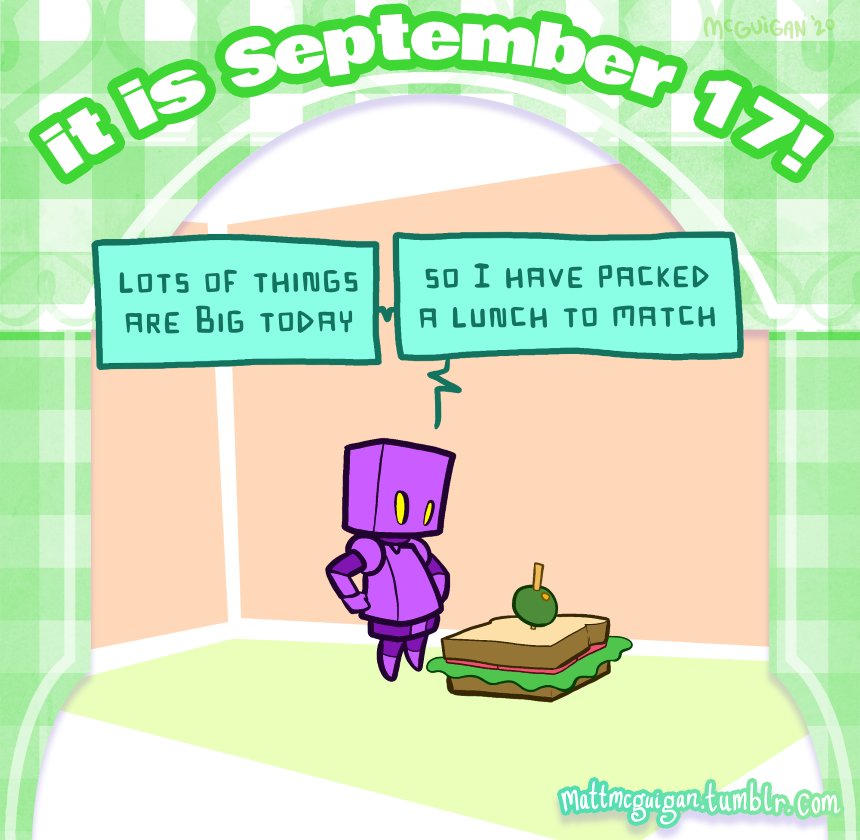 McGUIGAN '20
it is September 17!
LOTS OF THINGS
ARE BIG TODAY
SO I HAVE PACKED
A LUNCH TO MATCH
mattmcguigan.tumblr.com